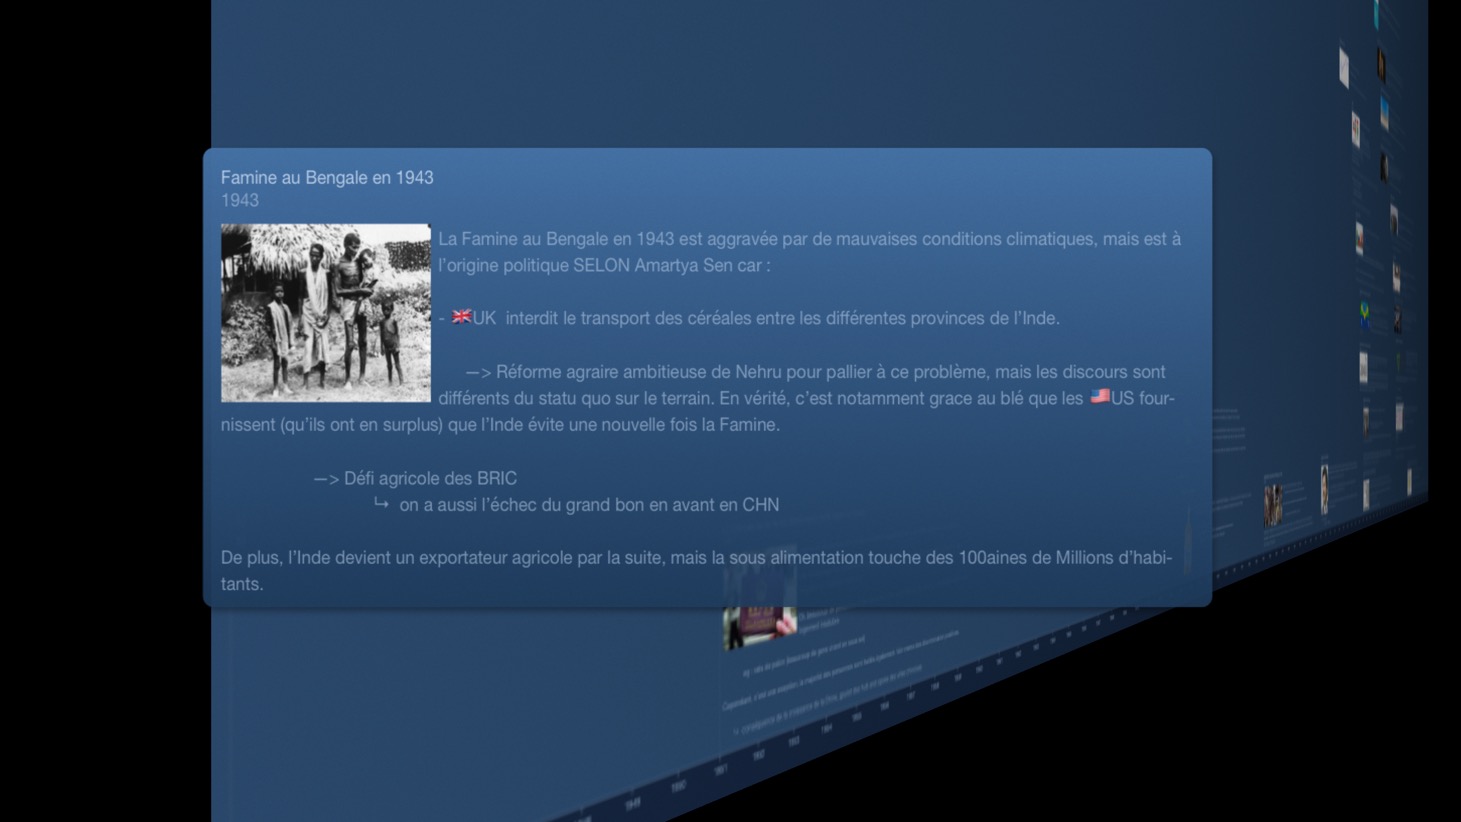 Famine au Bengale en 1943
1943
La Famine au Bengale en 1943 est aggravée par de mauvaises conditions climatiques, mais est à
l'origine politique SELON Amartya Sen car :
- 🇬🇧UK interdit le transport des céréales entre les différentes provinces de l'Inde.
—> Réforme agraire ambitieuse de Nehru pour pallier à ce problème, mais les discours sont
différents du statu quo sur le terrain. En vérité, c'est notamment grace au blé que les 🇺🇸US four-
nissent (qu'ils ont en surplus) que l'Inde évite une nouvelle fois la Famine.
—> Défi agricole des BRIC
↳ on a aussi l'échec du grand bon en avant en CHN
De plus, l'Inde devient un exportateur agricole par la suite, mais la sous alimentation touche des 100aines de Millions d'habi-
tants.